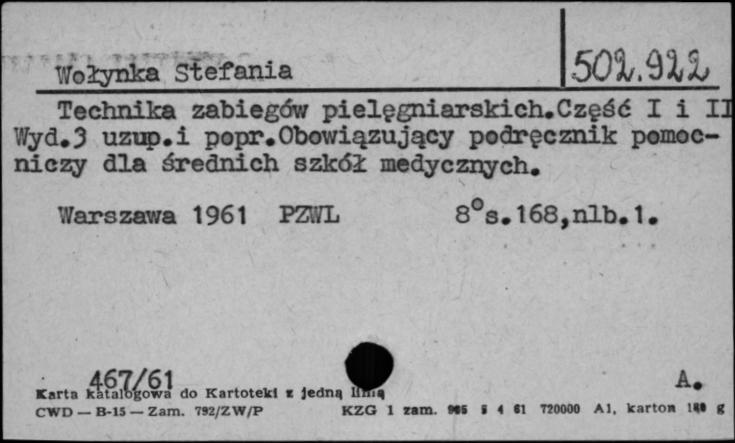 Wołynka Stefania
502.922
Technika zabiegów pielęgniarskich.Część I i II
Wyd.3 uzup.i popr.Obowiązujący podręcznik pomoc-
niczy dla średnich szkół medycznych.
Warszawa 1961 PZWL 8°s.168,nlb.1.
467/61 A.
Karta katalogowa do Kartoteki z jedną linią
CWD — B-15 — Zam. 792/ZW/P KZG 1 zam. 4 61 720000 A1, karton g